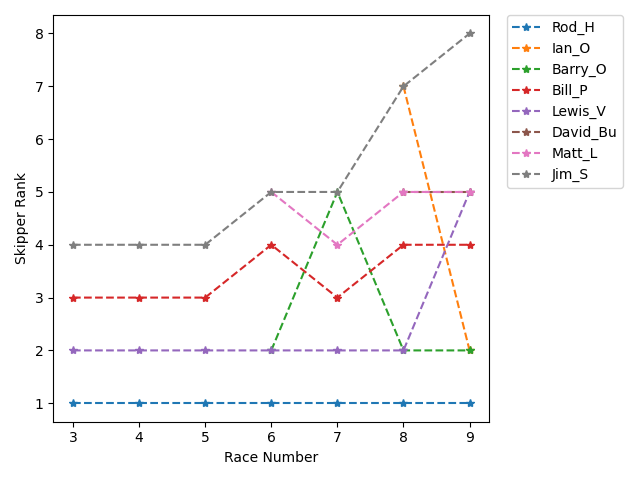 8
7
6
5
4
3
2
1
Skipper Rank
3 4 5 6 7 8 9
Race Number
Rod_H
Ian_O
Barry_O
Bill_P
Lewis_V
David_Bu
Matt_L
Jim_S